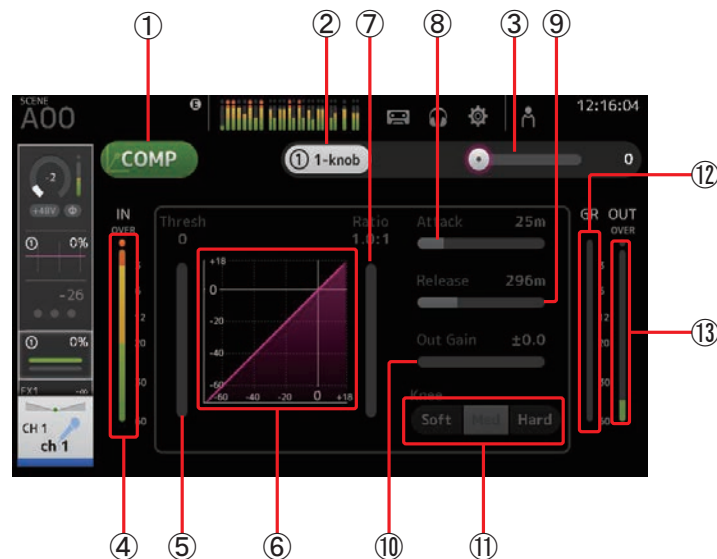 ① ② ⑦ ⑧ ③ ⑨
SCENE
A00
E
12:16:04
COMP
① 1-knob
0
⑫
-2
+48V Φ
IN
OVER
Thresh
0
Ratio
1.0:1
Attack 25m
GR OUT
OVER
① 0%
+18
0
-20
-40
-60
-60 -40 -20 0 +18
Release 296m
-26
⑬
Out Gain ±0.0
① 0%
Knee
Soft Med Hard
FX1 -∞
CH 1
ch 1
④ ⑤ ⑥ ⑩ ⑪